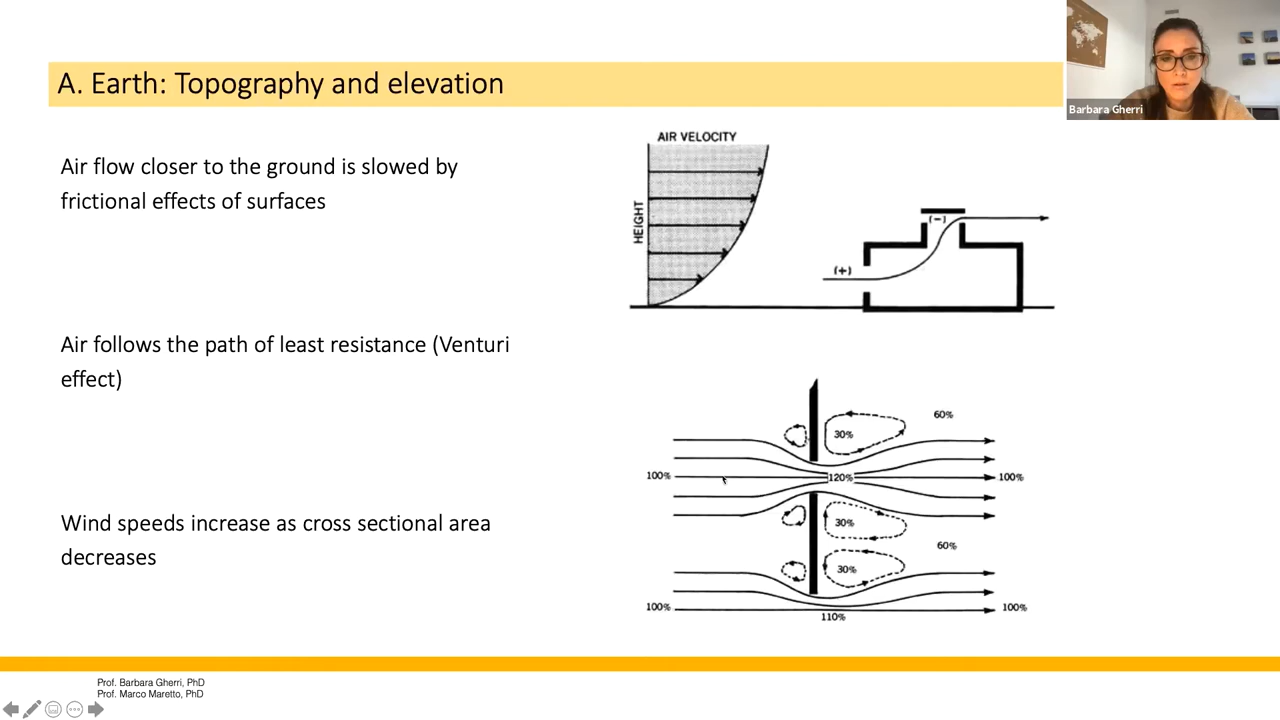 A. Earth: Topography and elevation
Barbara Gherri
Air flow closer to the ground is slowed by
frictional effects of surfaces
AIR VELOCITY
HEIGHT
(-)
(+)
Air follows the path of least resistance (Venturi
effect)
60%
30%
100%
120%
100%
Wind speeds increase as cross sectional area
decreases
30%
60%
30%
100%
100%
110%
Prof. Barbara Gherri, PhD
Prof. Marco Maretto, PhD